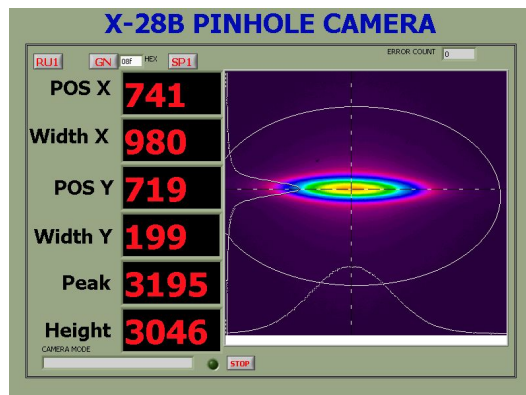 X-28B PINHOLE CAMERA
ERROR COUNT 0
RU1 GN 08f HEX SP1
POS X 741
Width X 980
POS Y 719
Width Y 199
Peak 3195
Height 3046
CAMERA MODE
STOP